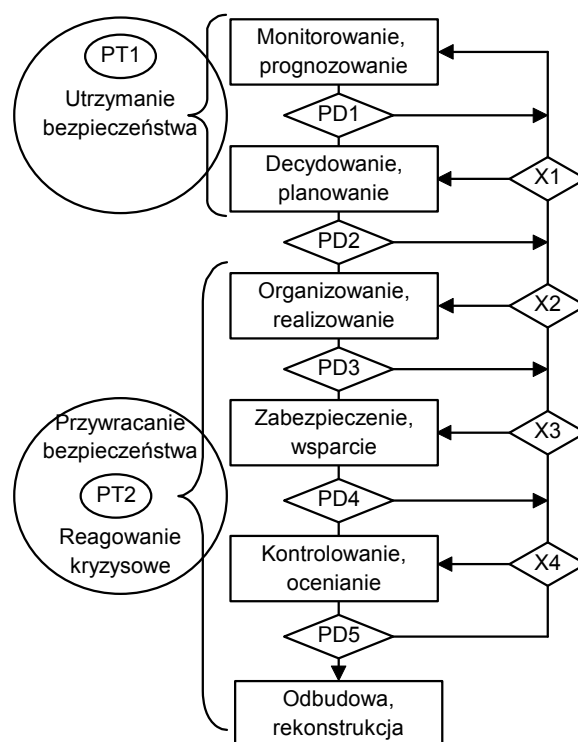 PT1
Utrzymanie
bezpieczeństwa
Monitorowanie,
prognozowanie
PD1
Decydowanie,
planowanie
X1
PD2
Organizowanie,
realizowanie
X2
PD3
Przywracanie
bezpieczeństwa
PT2
Reagowanie
kryzysowe
Zabezpieczenie,
wsparcie
X3
PD4
Kontrolowanie,
ocenianie
X4
PD5
Odbudowa,
rekonstrukcja